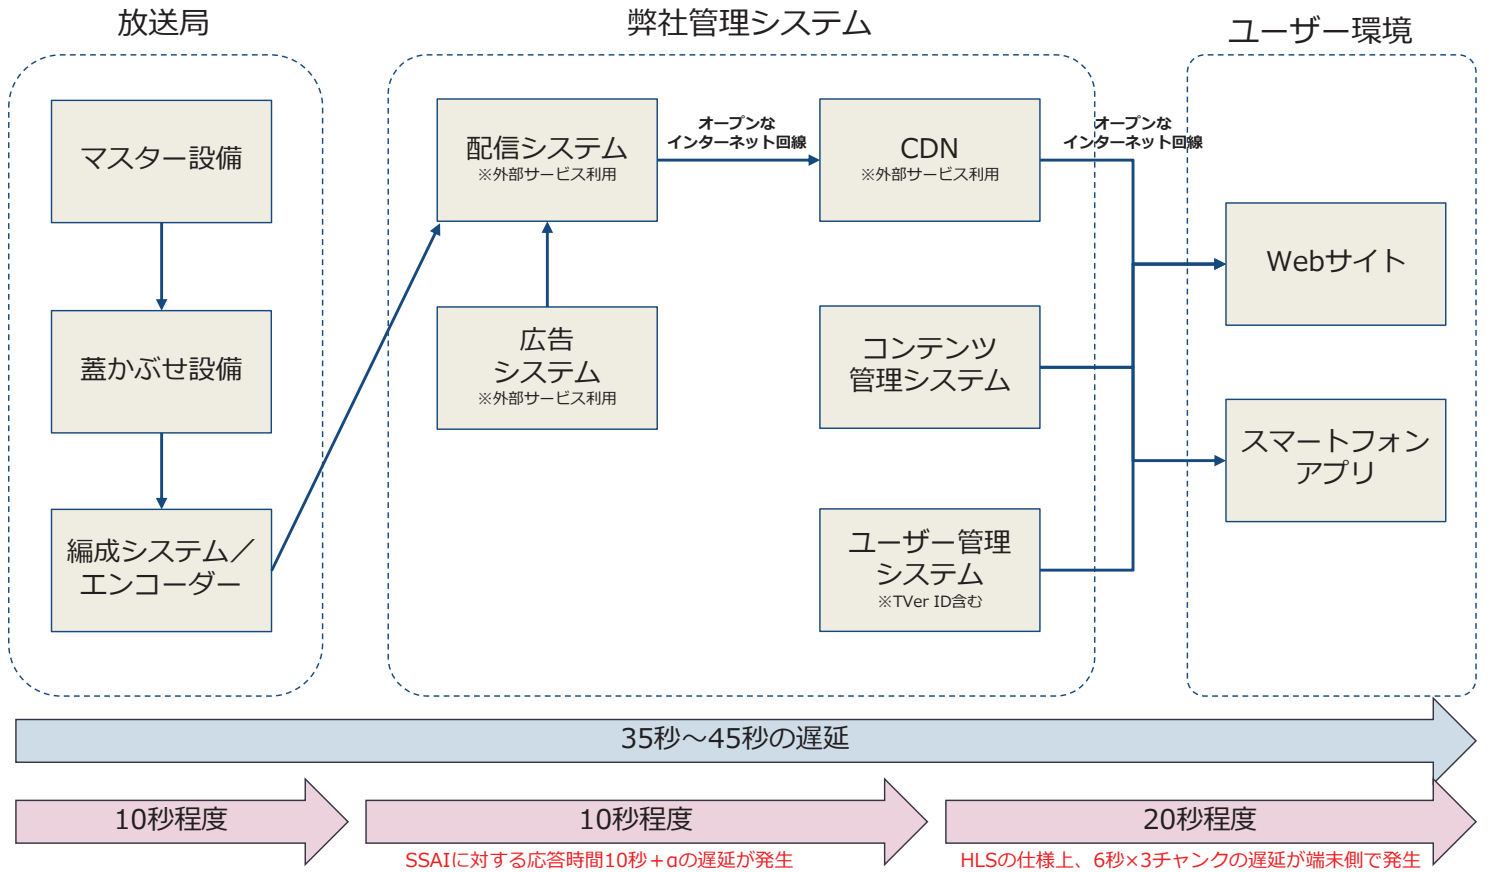 放送局
弊社管理システム
ユーザー環境
マスター設備
蓋かぶせ設備
編成システム／
エンコーダー
配信システム
※外部サービス利用
オープンな
インターネット回線
CDN
※外部サービス利用
オープンな
インターネット回線
広告
システム
※外部サービス利用
コンテンツ
管理システム
ユーザー管理
システム
※TVer ID含む
Webサイト
スマートフォン
アプリ
35秒～45秒の遅延
10秒程度
10秒程度
20秒程度
SSAIに対する応答時間10秒＋αの遅延が発生
HLSの仕様上、6秒×3チャンクの遅延が端末側で発生